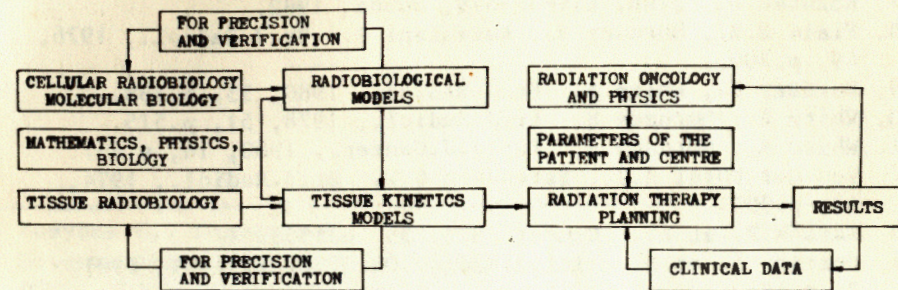 FOR PRECISION
AND VERIFICATION
CELLULAR RADIOBIOLOGY
MOLECULAR BIOLOGY
RADIOBIOLOGICAL
MODELS
RADIATION ONCOLOGY
AND PHYSICS
MATHEMATICS, PHYSICS,
BIOLOGY
PARAMETERS OF THE
PATIENT AND CENTRE
TISSUE RADIOBIOLOGY
TISSUE KINETICS
MODELS
RADIATION THERAPY
PLANNING
RESULTS
FOR PRECISION
AND VERIFICATION
CLINICAL DATA